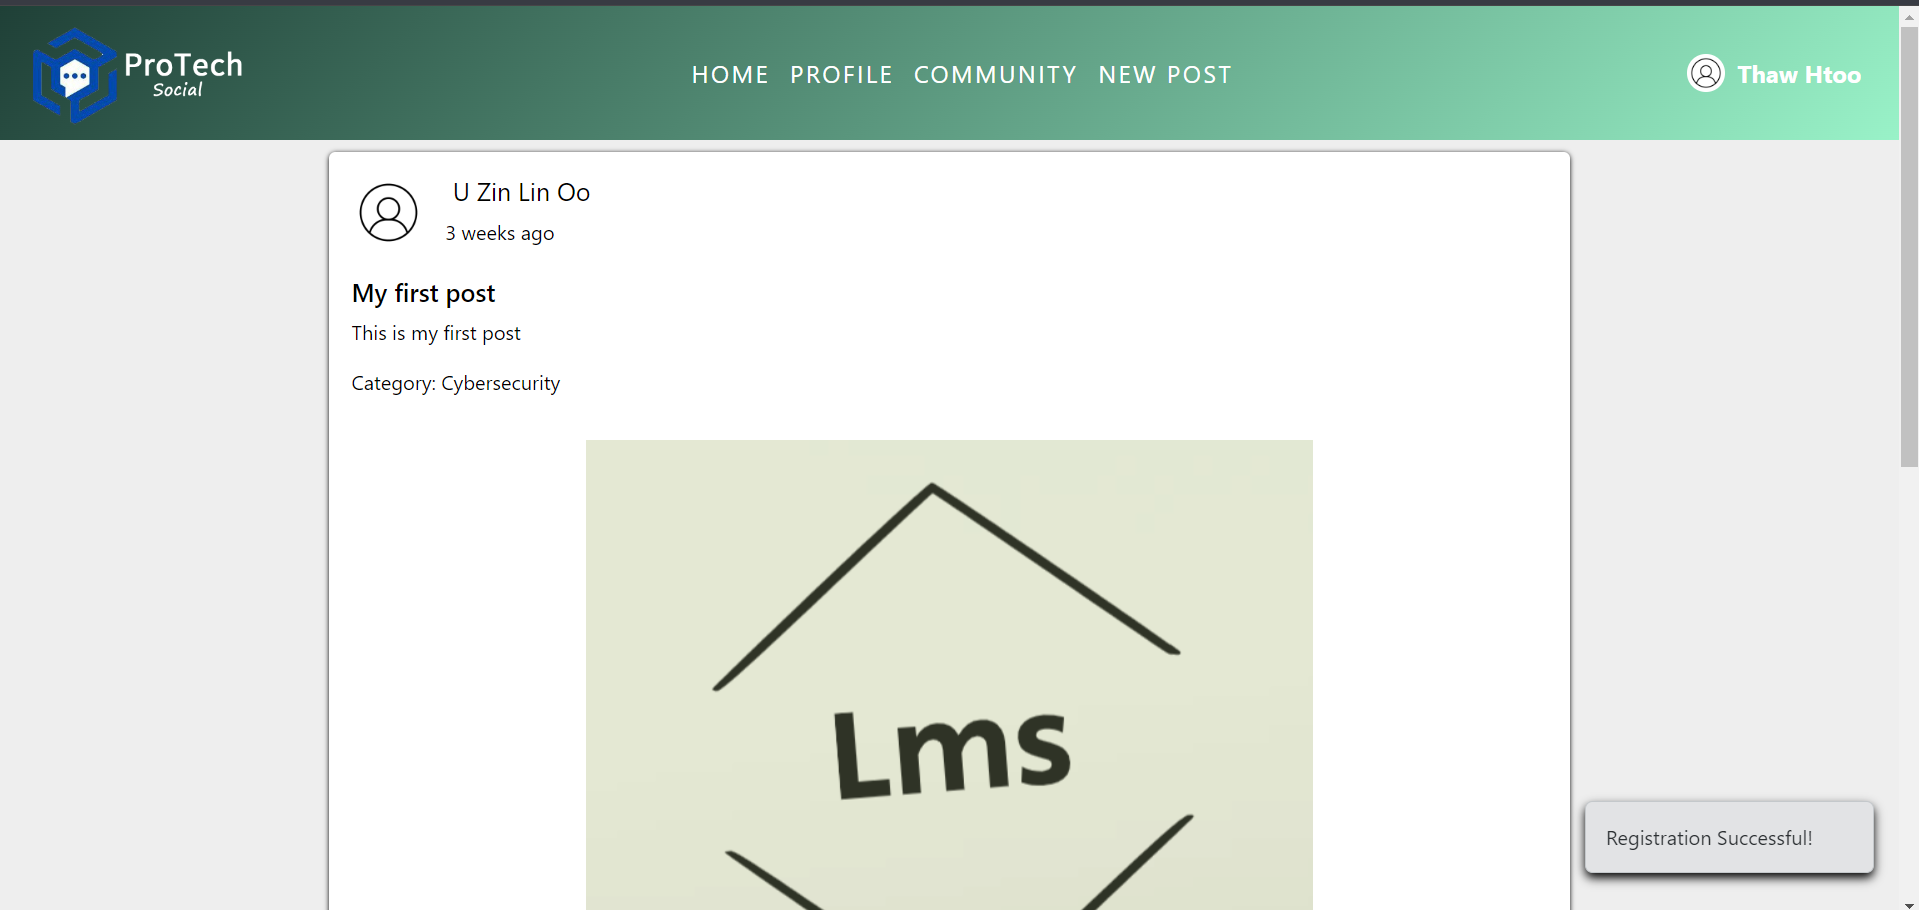 ProTech
Social
HOME PROFILE COMMUNITY NEW POST
Thaw Htoo
U Zin Lin Oo
3 weeks ago
My first post
This is my first post
Category: Cybersecurity
Lms
Registration Successful!